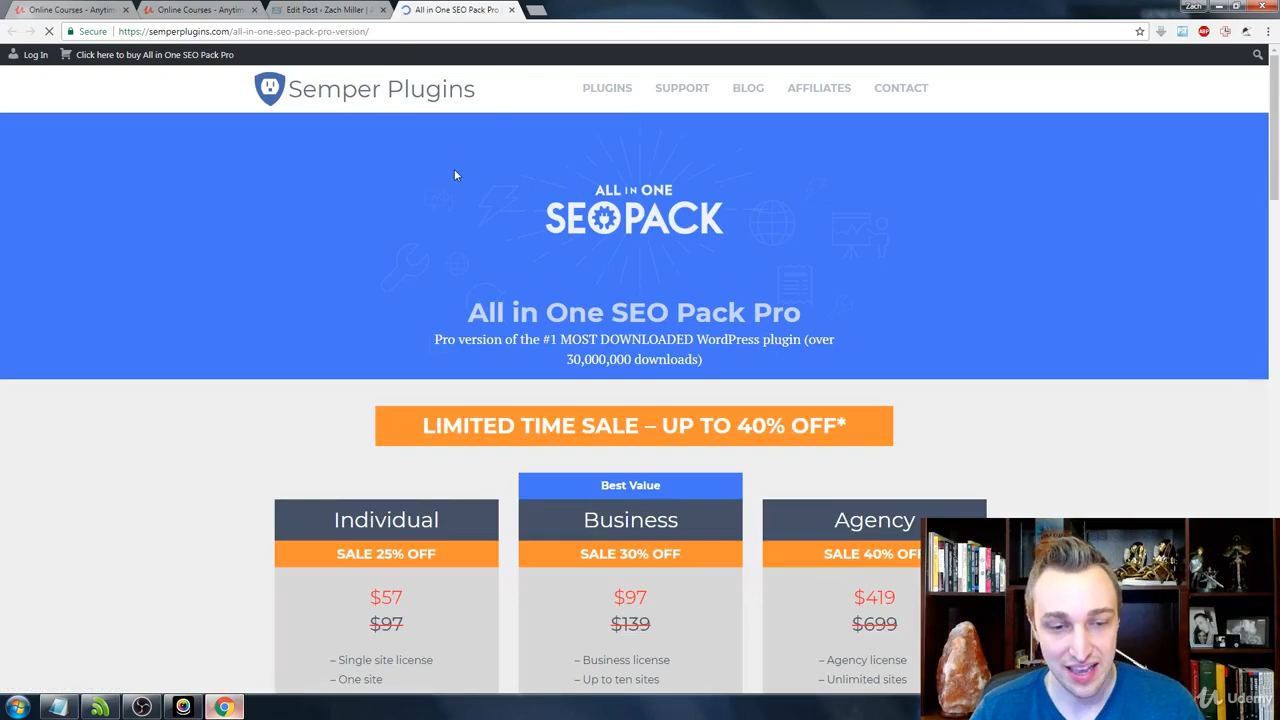 Online Courses - Anytim
Online Courses - Anytim
Edit Post ‹ Zach Miller | A
All in One SEO Pack Pro
Zach
Secure
https://semperplugins.com/all-in-one-seo-pack-pro-version/
ABP
Log In
Click here to buy All in One SEO Pack Pro
Semper Plugins
PLUGINS
SUPPORT
BLOG
AFFILIATES
CONTACT
ALL IN ONE
SEO PACK
All in One SEO Pack Pro
Pro version of the #1 MOST DOWNLOADED WordPress plugin (over
30,000,000 downloads)
LIMITED TIME SALE – UP TO 40% OFF*
Best Value
Individual
Business
Agency
SALE 25% OFF
SALE 30% OFF
SALE 40% OFF
$57
$97
$419
$97
$139
$699
– Single site license
– Business license
– Agency license
– One site
– Up to ten sites
– Unlimited sites
Udemy